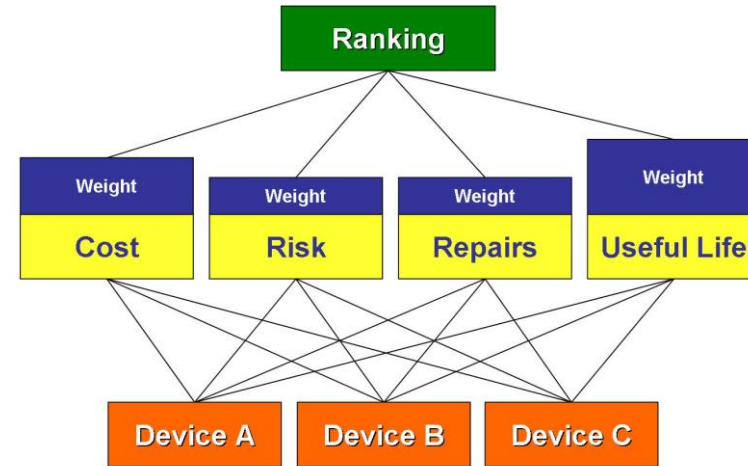 Ranking
Weight
Weight
Weight
Weight
Cost
Risk
Repairs
Useful Life
Device A
Device B
Device C